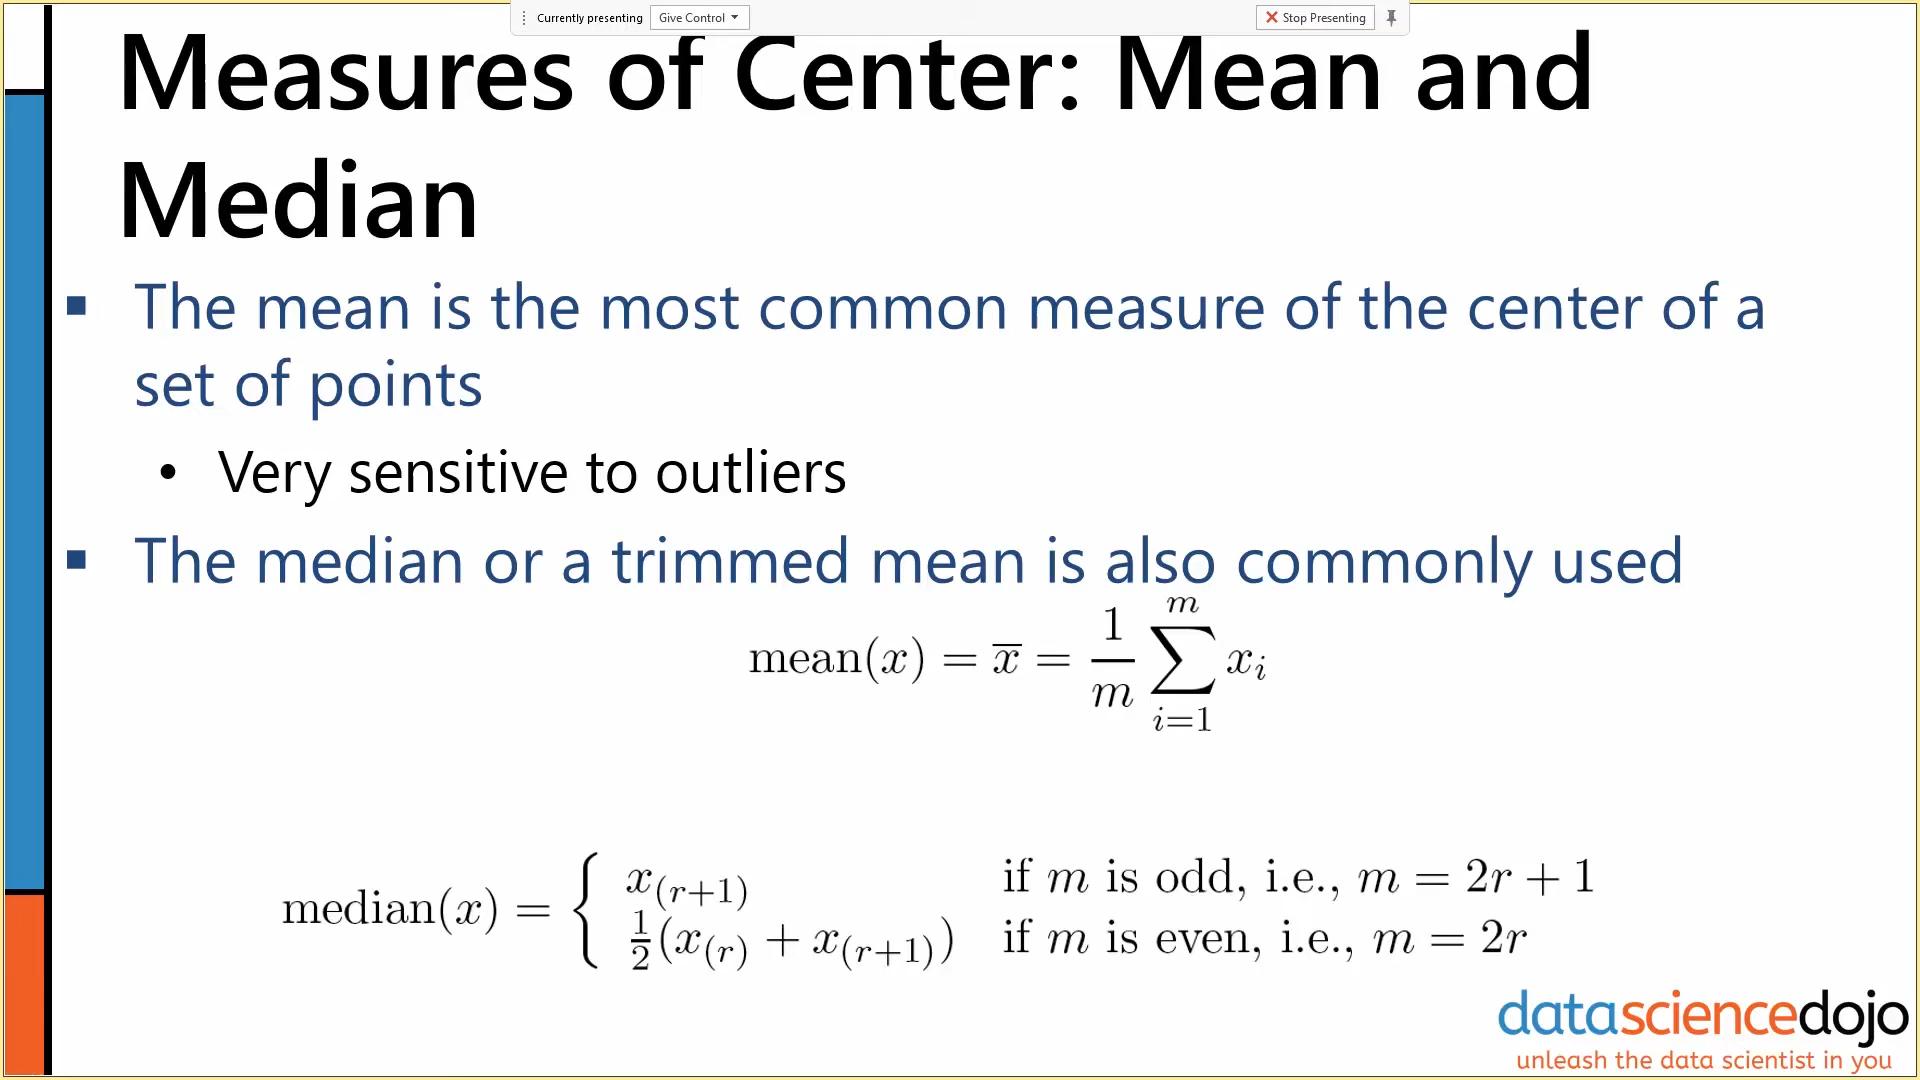 Currently presenting Give Control Stop Presenting
Measures of Center: Mean and
Median
▪ The mean is the most common measure of the center of a
set of points
• Very sensitive to outliers
▪ The median or a trimmed mean is also commonly used
mean(x) = x̅ = \frac{1}{m} \sum_{i=1}^{m} x_i
median(x) = { x_{(r+1)} if m is odd, i.e., m = 2r + 1
\frac{1}{2}(x_{(r)} + x_{(r+1)}) if m is even, i.e., m = 2r
datasciencedojo
unleash the data scientist in you